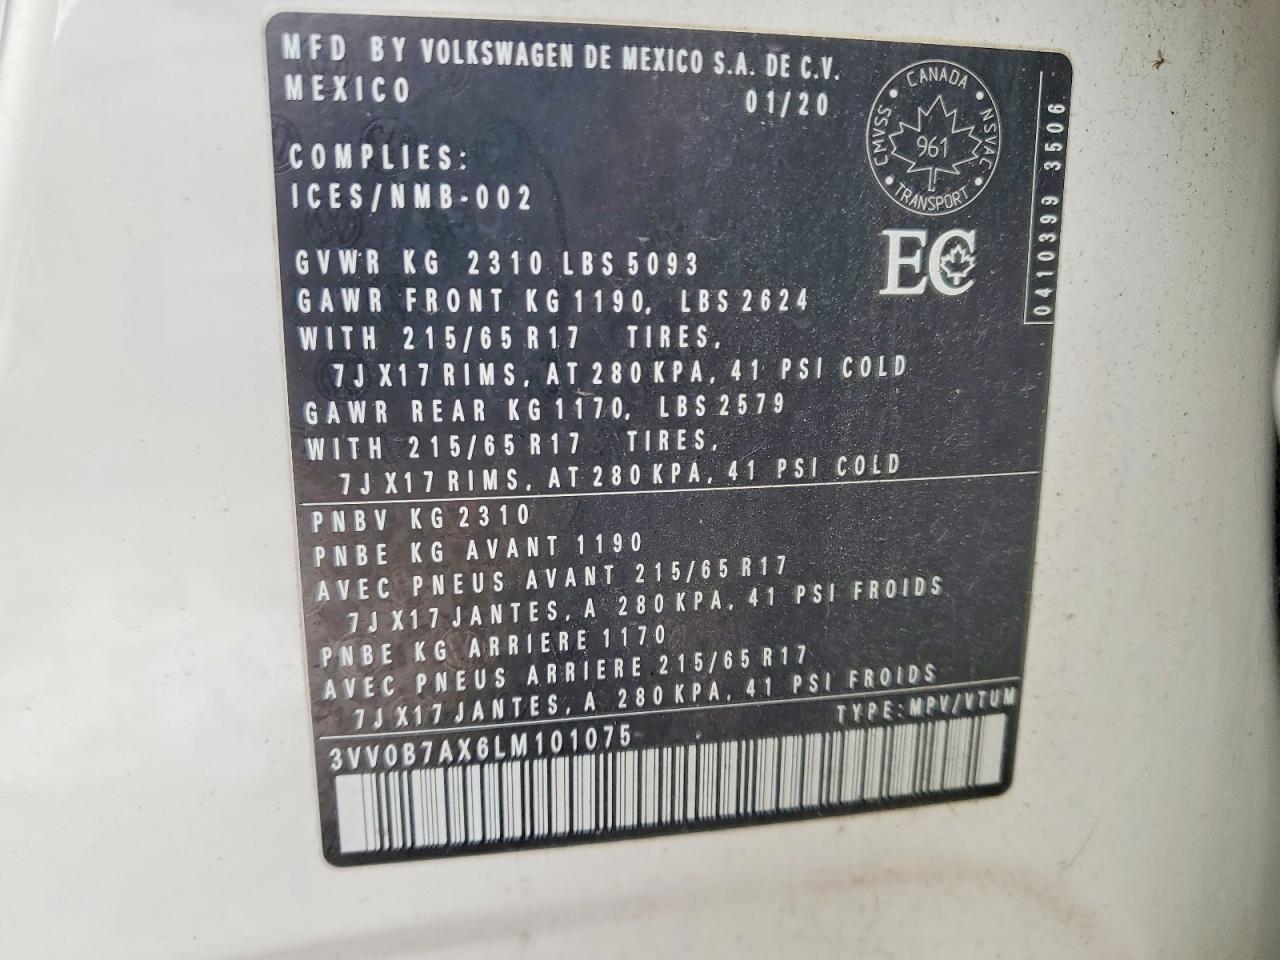 MFD BY VOLKSWAGEN DE MEXICO S.A. DE C.V.
MEXICO 01/20
CANADA
CMVSS
NSVAC
961
TRANSPORT
EC
0410399 3506
COMPLIES:
ICES/NMB-002
GVWR KG 2310 LBS 5093
GAWR FRONT KG 1190, LBS 2624
WITH 215/65 R17 TIRES,
7J X17 RIMS, AT 280 KPA, 41 PSI COLD
GAWR REAR KG 1170, LBS 2579
WITH 215/65 R17 TIRES,
7J X17 RIMS, AT 280 KPA, 41 PSI COLD
PNBV KG 2310
PNBE KG AVANT 1190
AVEC PNEUS AVANT 215/65 R17
7J X17 JANTES, A 280 KPA, 41 PSI FROIDS
PNBE KG ARRIERE 1170
AVEC PNEUS ARRIERE 215/65 R17
7J X17 JANTES, A 280 KPA, 41 PSI FROIDS
TYPE: MPV/VTUM
3VV0B7AX6LM101075